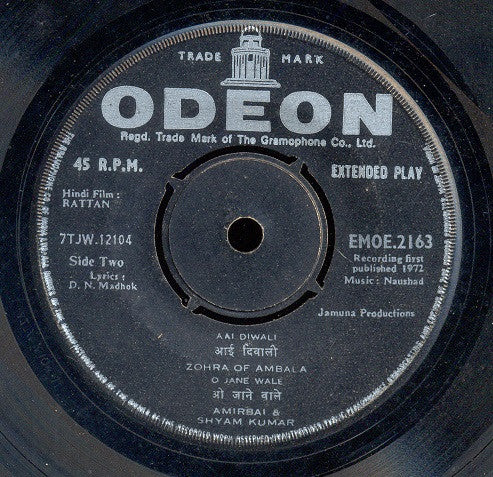 TRADE MARK
ODEON
Regd. Trade Mark of The Gramophone Co., Ltd.
45 R.P.M.
EXTENDED PLAY
Hindi Film :
RATTAN
7TJW.12104
Side Two
Lyrics :
D. N. Madhok
EMOE.2163
Recording first
published 1972
Music : Naushad
Jamuna Productions
AAI DIWALI
आई दिवाली
ZOHRA OF AMBALA
O JANE WALE
ओ जाने वाले
AMIRBAI &
SHYAM KUMAR